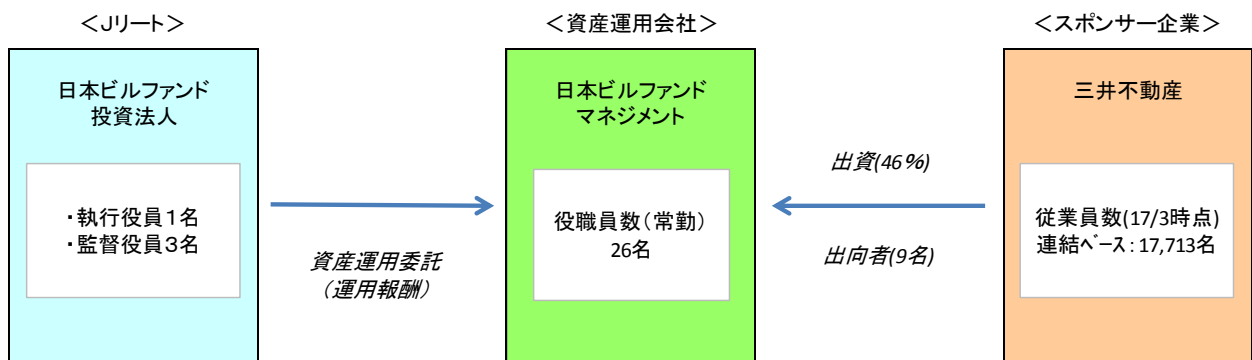 ＜Jリート＞
日本ビルファンド
投資法人
・執行役員１名
・監督役員３名
資産運用委託
（運用報酬）
＜資産運用会社＞
日本ビルファンド
マネジメント
役職員数（常勤）
26名
出資(46%)
出向者(9名)
＜スポンサー企業＞
三井不動産
従業員数(17/3時点)
連結ﾍﾞｰｽ：17,713名